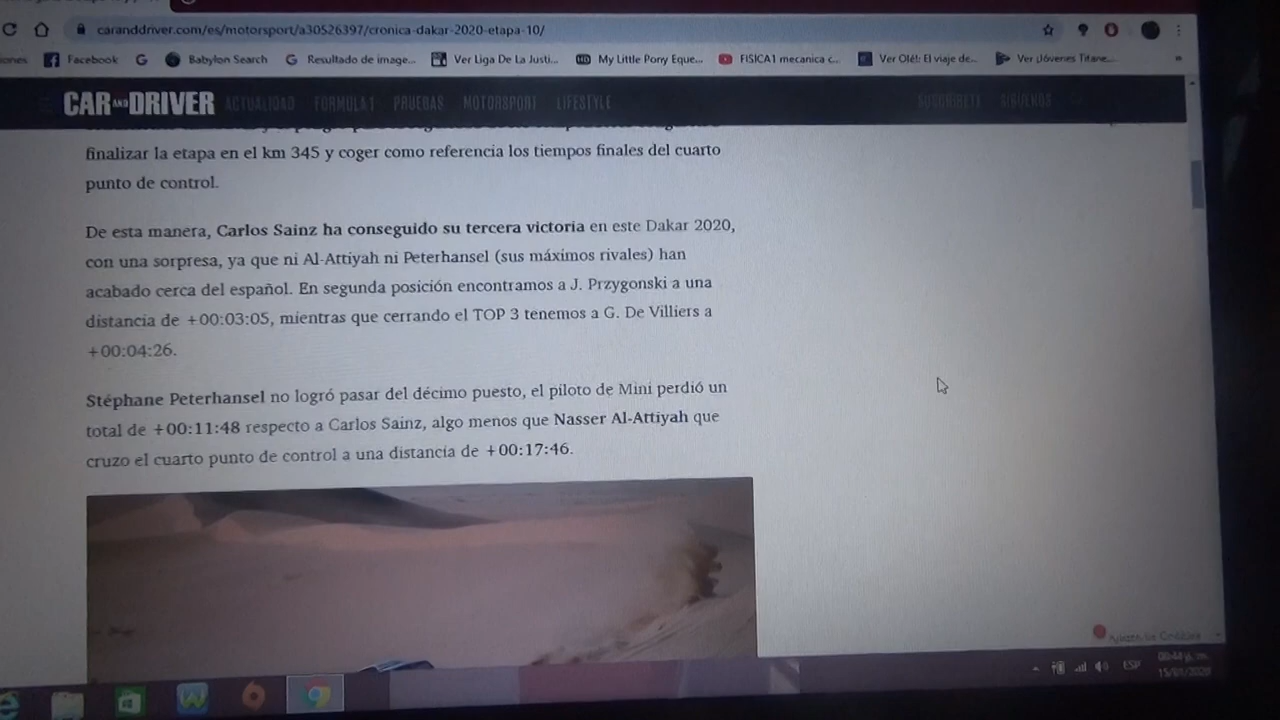 caranddriver.com/es/motorsport/a30526397/cronica-dakar-2020-etapa-10/
Facebook Babylon Search Resultado de image... Ver Liga De La Justi... My Little Pony Eque... FISICA1 mecanica c... Ver Olé!: El viaje de... Ver ¡Jóvenes Titane...
CAR AND DRIVER ACTUALIDAD FÓRMULA 1 PRUEBAS MOTORSPORT LIFESTYLE SUSCRÍBETE SÍGUENOS
finalizar la etapa en el km 345 y coger como referencia los tiempos finales del cuarto
punto de control.
De esta manera, Carlos Sainz ha conseguido su tercera victoria en este Dakar 2020,
con una sorpresa, ya que ni Al-Attiyah ni Peterhansel (sus máximos rivales) han
acabado cerca del español. En segunda posición encontramos a J. Przygonski a una
distancia de +00:03:05, mientras que cerrando el TOP 3 tenemos a G. De Villiers a
+00:04:26.
Stéphane Peterhansel no logró pasar del décimo puesto, el piloto de Mini perdió un
total de +00:11:48 respecto a Carlos Sainz, algo menos que Nasser Al-Attiyah que
cruzo el cuarto punto de control a una distancia de +00:17:46.
ESP
15/01/2020